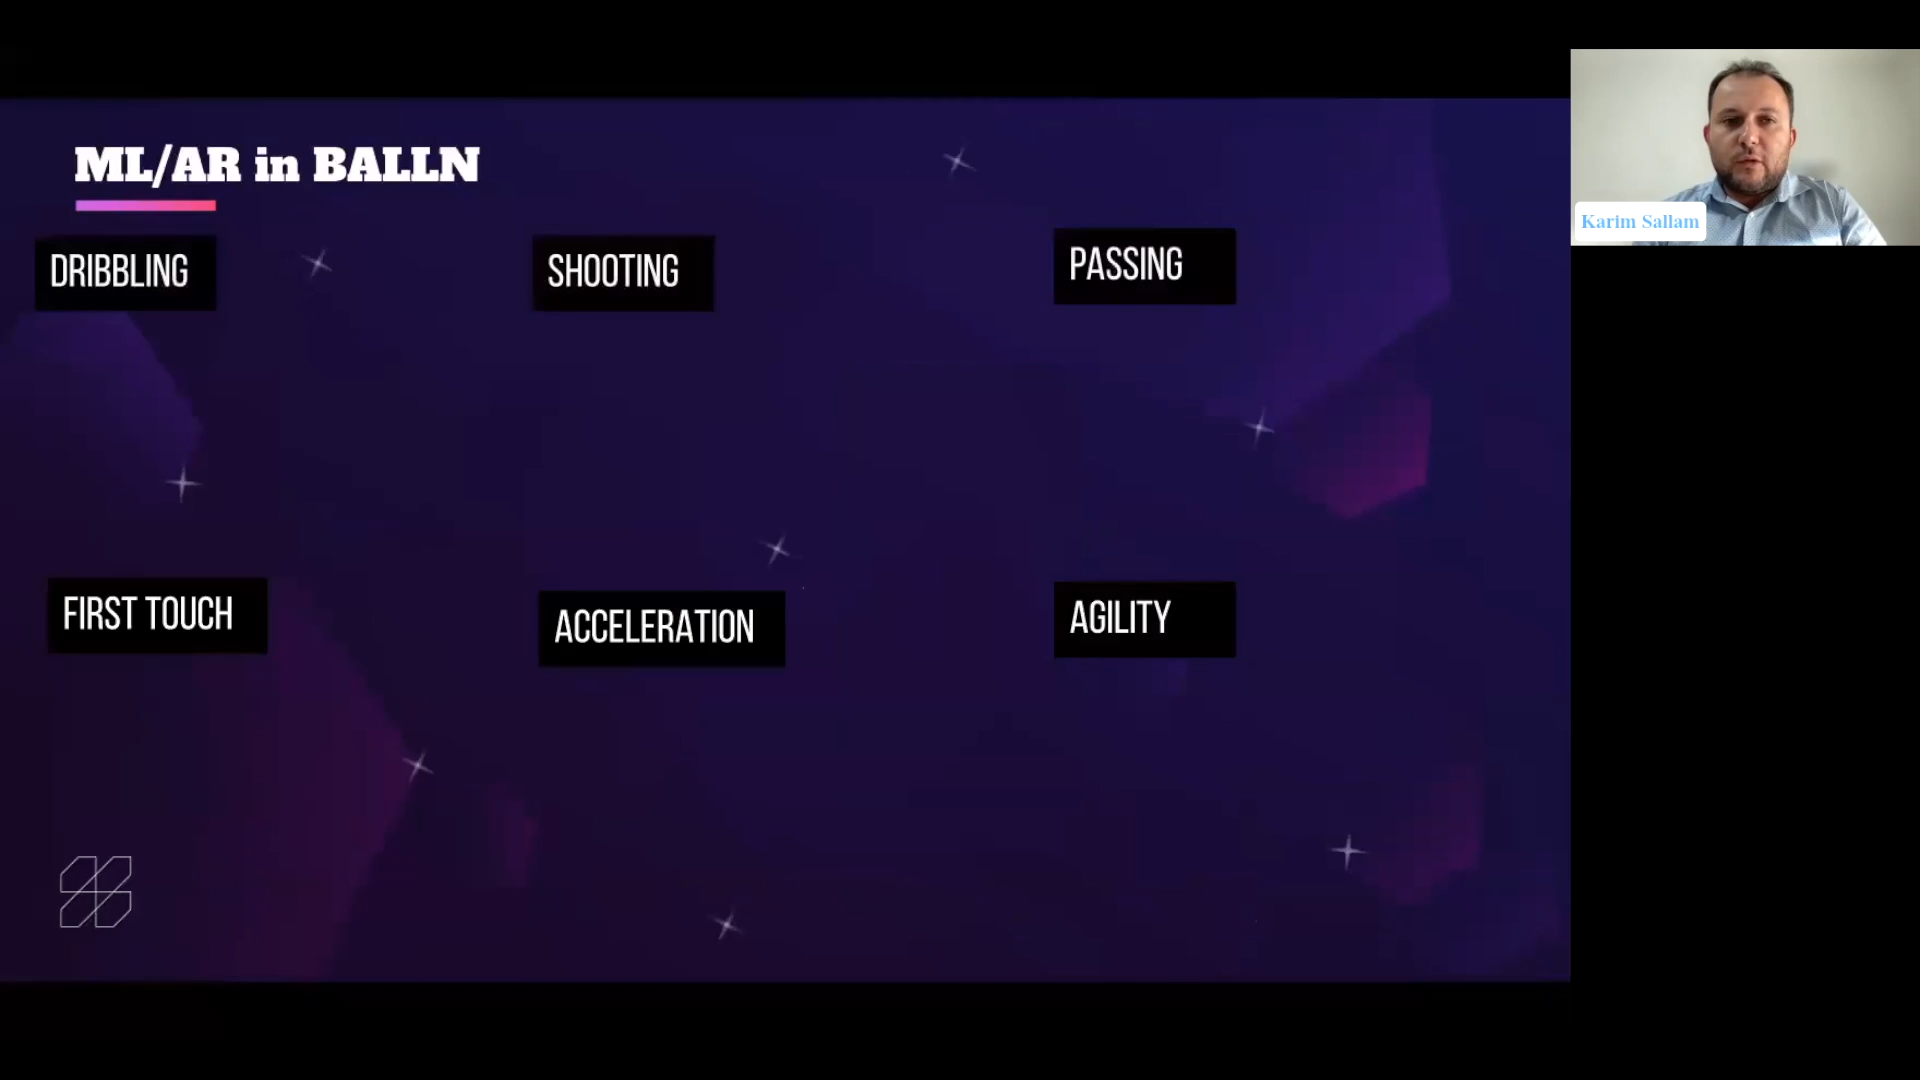 ML/AR in BALLN
DRIBBLING
SHOOTING
PASSING
FIRST TOUCH
ACCELERATION
AGILITY
Karim Sallam